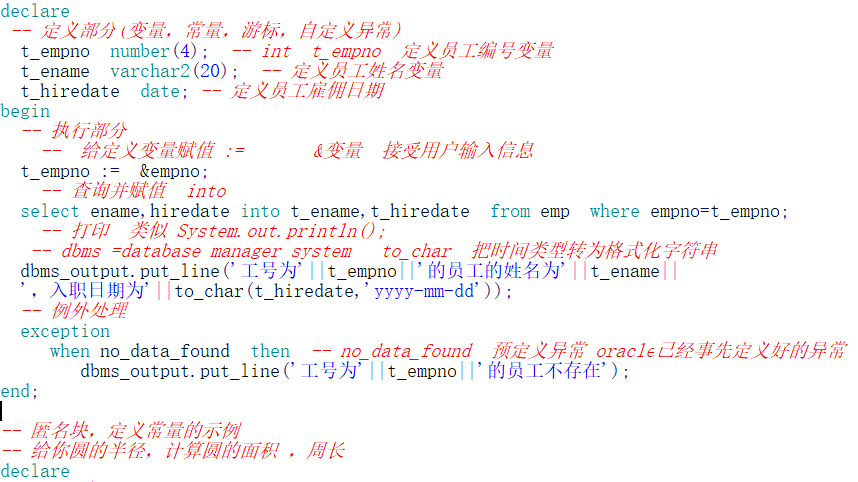 declare
-- 定义部分(变量, 常量, 游标, 自定义异常)
t_empno number(4); -- int t_empno 定义员工编号变量
t_ename varchar2(20); -- 定义员工姓名变量
t_hiredate date; -- 定义员工雇佣日期
begin
-- 执行部分
-- 给定义变量赋值 := &变量 接受用户输入信息
t_empno := &empno;
-- 查询并赋值 into
select ename,hiredate into t_ename,t_hiredate from emp where empno=t_empno;
-- 打印 类似 System.out.println();
-- dbms =database manager system to_char 把时间类型转为格式化字符串
dbms_output.put_line('工号为'||t_empno||'的员工的姓名为'||t_ename||
', 入职日期为'||to_char(t_hiredate,'yyyy-mm-dd'));
-- 例外处理
exception
when no_data_found then -- no_data_found 预定义异常 oracle已经事先定义好的异常
dbms_output.put_line('工号为'||t_empno||'的员工不存在');
end;
-- 匿名块, 定义常量的示例
-- 给你圆的半径, 计算圆的面积 , 周长
declare